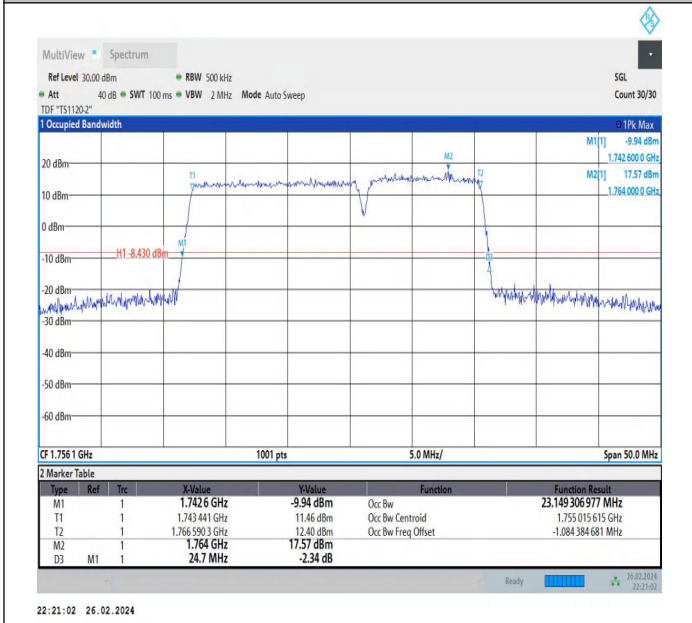 R S
MultiView Spectrum
Ref Level 30.00 dBm RBW 500 kHz SGL
Att 40 dB SWT 100 ms VBW 2 MHz Mode Auto Sweep Count 30/30
TDF "TS1120-2"
1 Occupied Bandwidth 1Pk Max
M1[1] -9.94 dBm
1.742 600 0 GHz
M2[1] 17.57 dBm
1.764 000 0 GHz
M2
T1
T2
20 dBm
10 dBm
0 dBm
M1
H1 -8.430 dBm
-10 dBm
D3
-20 dBm
-30 dBm
-40 dBm
-50 dBm
-60 dBm
CF 1.756 1 GHz 1001 pts 5.0 MHz/ Span 50.0 MHz
2 Marker Table
Type Ref Trc X-Value Y-Value Function Function Result
M1 1 1.742 6 GHz -9.94 dBm Occ Bw 23.149 306 977 MHz
T1 1 1.743 441 GHz 11.46 dBm Occ Bw Centroid 1.755 015 615 GHz
T2 1 1.766 590 3 GHz 12.40 dBm Occ Bw Freq Offset -1.084 384 681 MHz
M2 1 1.764 GHz 17.57 dBm
D3 M1 1 24.7 MHz -2.34 dB
Ready 26.02.2024
22:21:02
22:21:02 26.02.2024